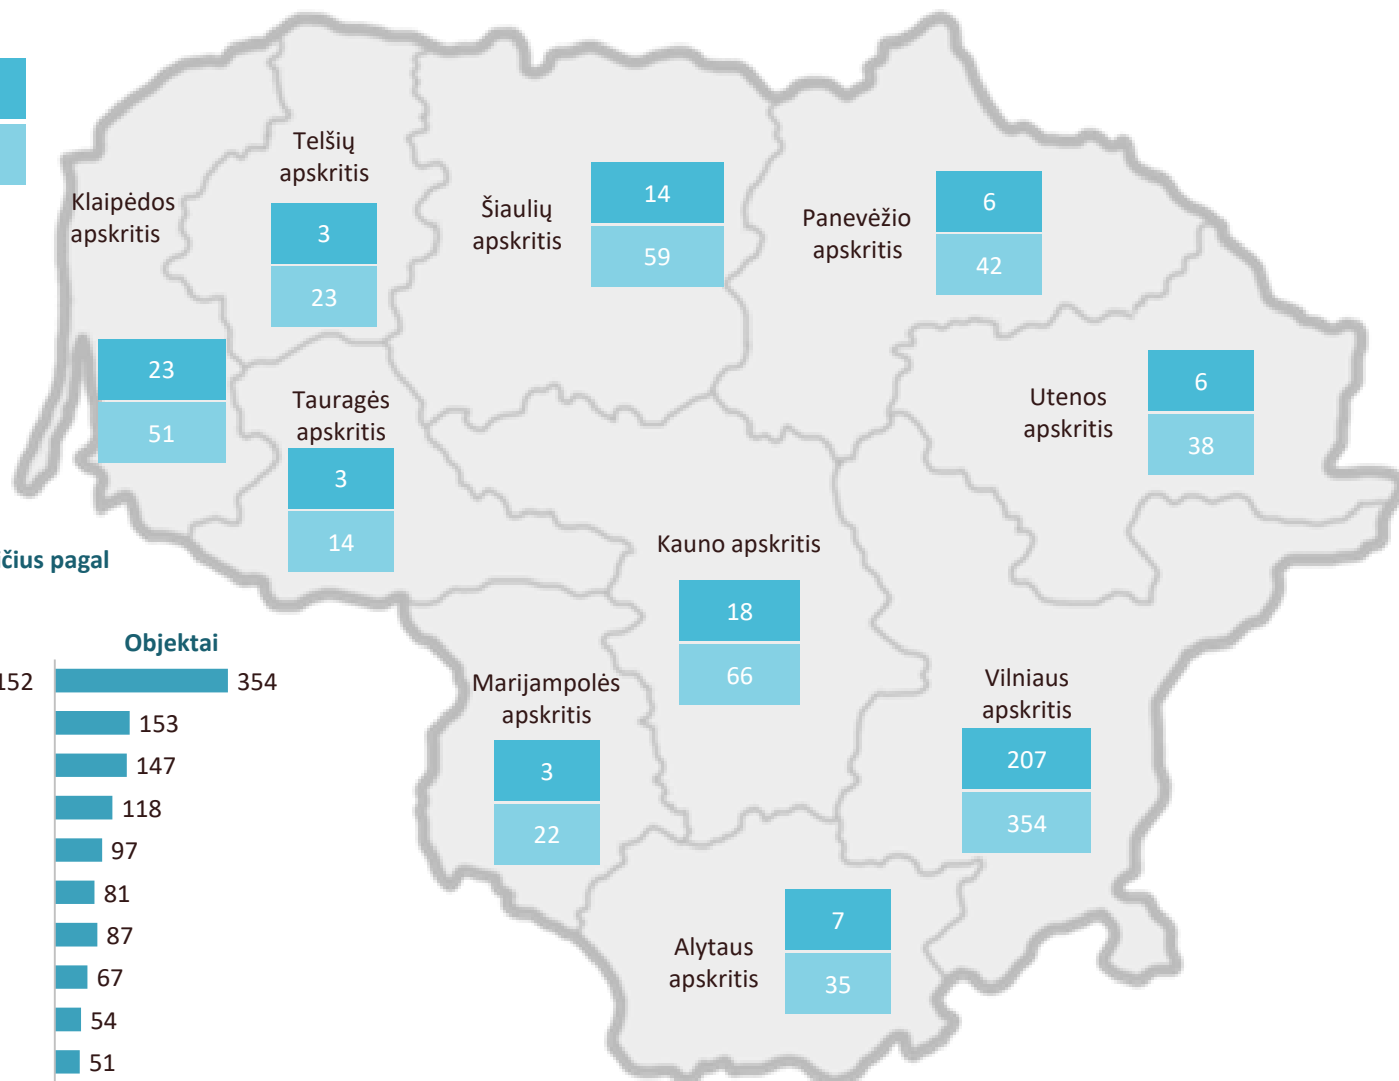 Telšių
apskritis
3
23
Klaipėdos
apskritis
23
51
Šiaulių
apskritis
14
59
Panevėžio
apskritis
6
42
Utenos
apskritis
6
38
Tauragės
apskritis
3
14
Kauno apskritis
18
66
Marijampolės
apskritis
3
22
Vilniaus
apskritis
207
354
Alytaus
apskritis
7
35
pagal
Objektai
152 354
153
147
118
97
81
87
67
54
51